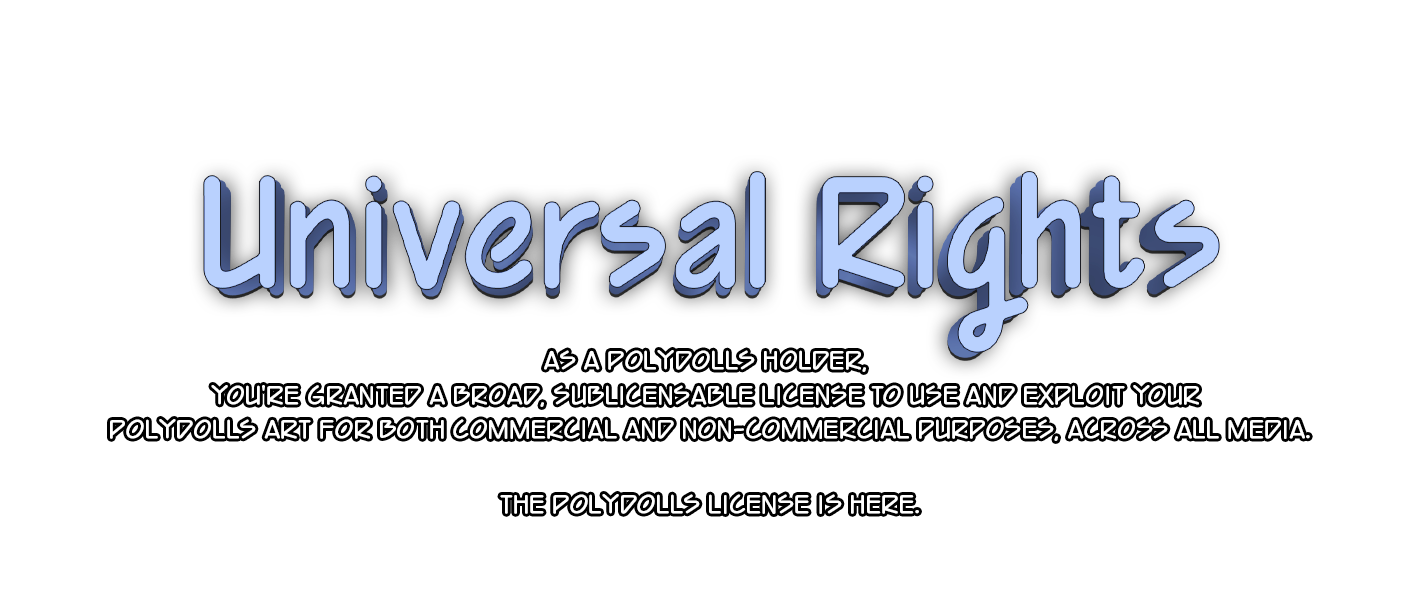 Universal Rights
AS A POLYDOLLS HOLDER,
YOU'RE GRANTED A BROAD, SUBLICENSABLE LICENSE TO USE AND EXPLOIT YOUR
POLYDOLLS ART FOR BOTH COMMERCIAL AND NON-COMMERCIAL PURPOSES, ACROSS ALL MEDIA.
THE POLYDOLLS LICENSE IS HERE.